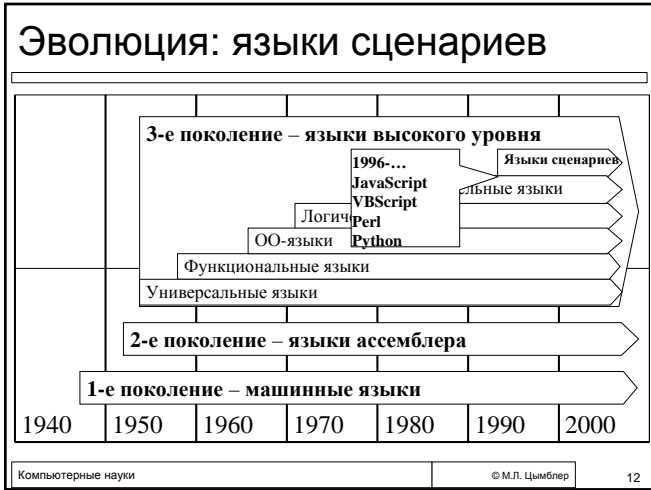 Эволюция: языки сценариев
3-е поколение – языки высокого уровня
1996-...
JavaScript
VBScript
Perl
Python
Языки сценариев
льные языки
Логич
ОО-языки
Функциональные языки
Универсальные языки
2-е поколение – языки ассемблера
1-е поколение – машинные языки
1940 1950 1960 1970 1980 1990 2000
Компьютерные науки © М.Л. Цымблер 12